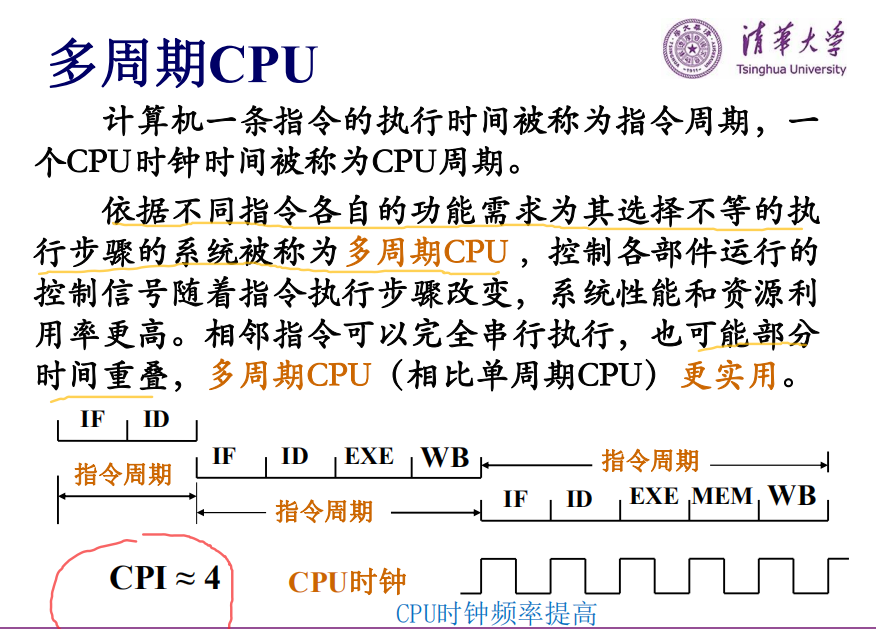 多周期CPU
清华大学
Tsinghua University
计算机一条指令的执行时间被称为指令周期，一
个CPU时钟时间被称为CPU周期。
依据不同指令各自的功能需求为其选择不等的执
行步骤的系统被称为多周期CPU，控制各部件运行的
控制信号随着指令执行步骤改变，系统性能和资源利
用率更高。相邻指令可以完全串行执行，也可能部分
时间重叠，多周期CPU（相比单周期CPU）更实用。
IF ID
指令周期
IF ID EXE WB
指令周期
指令周期
IF ID EXE MEM WB
CPI ≈ 4
CPU时钟
CPU时钟频率提高